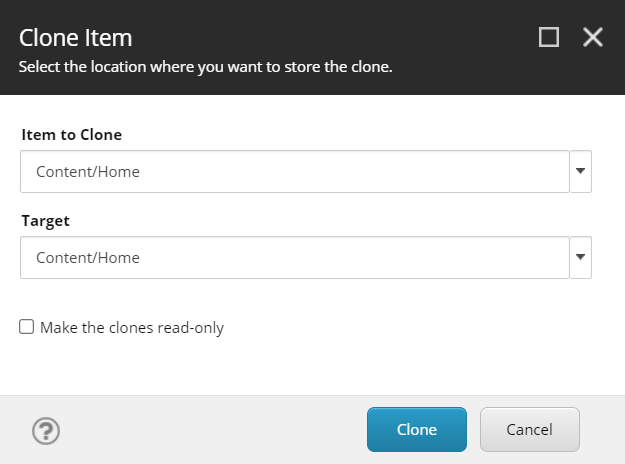 Clone Item
Select the location where you want to store the clone.
Item to Clone
Content/Home
Target
Content/Home
Make the clones read-only
?
Clone
Cancel